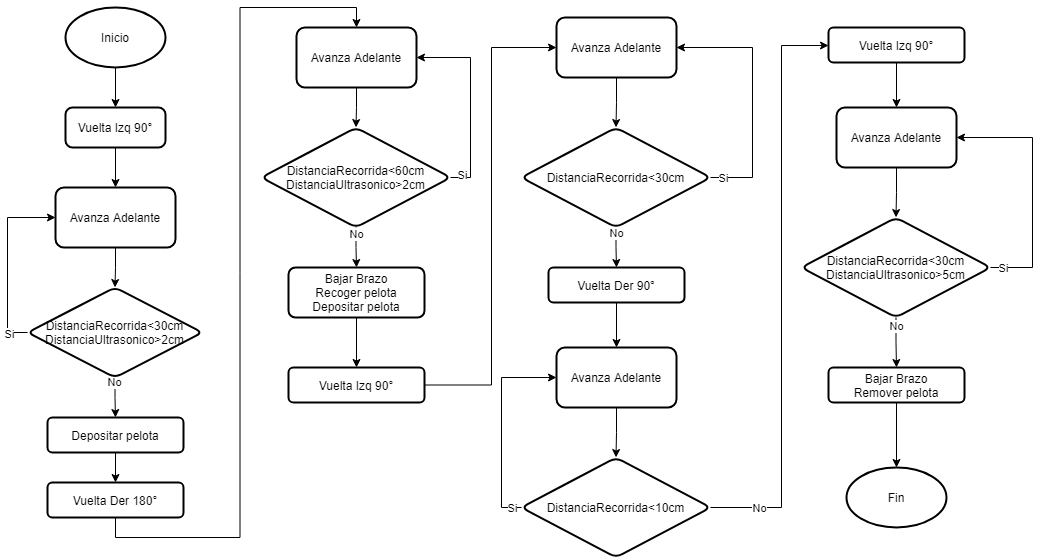 Inicio
Vuelta Izq 90°
Avanza Adelante
DistanciaRecorrida<30cm
DistanciaUltrasonico>2cm
Si
No
Depositar pelota
Vuelta Der 180°
Avanza Adelante
DistanciaRecorrida<60cm
DistanciaUltrasonico>2cm
Si
No
Bajar Brazo
Recoger pelota
Depositar pelota
Vuelta Izq 90°
Avanza Adelante
DistanciaRecorrida<30cm
Si
No
Vuelta Der 90°
Avanza Adelante
DistanciaRecorrida<10cm
Si
No
Vuelta Izq 90°
Avanza Adelante
DistanciaRecorrida<30cm
DistanciaUltrasonico>5cm
Si
No
Bajar Brazo
Remover pelota
Fin